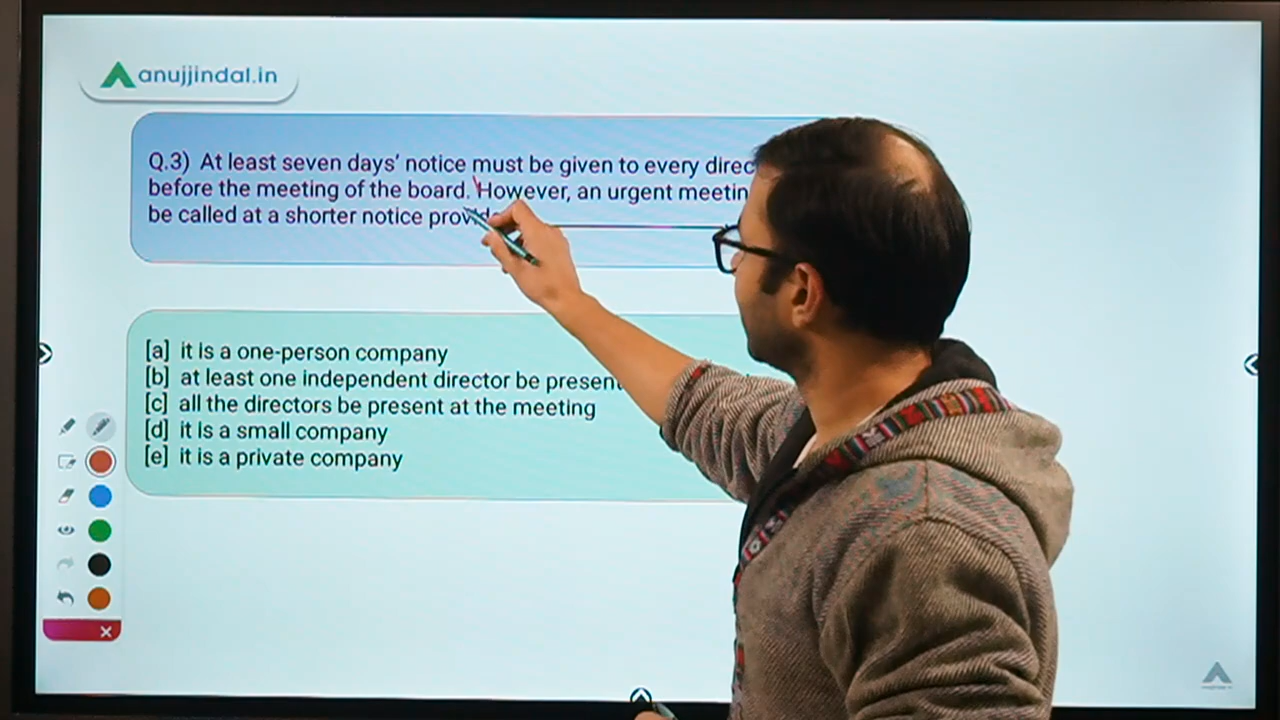 anujjindal.in
Q.3) At least seven days' notice must be given to every direc
before the meeting of the board. However, an urgent meetin
be called at a shorter notice provide
[a] it is a one-person company
[b] at least one independent director be present
[c] all the directors be present at the meeting
[d] it is a small company
[e] it is a private company